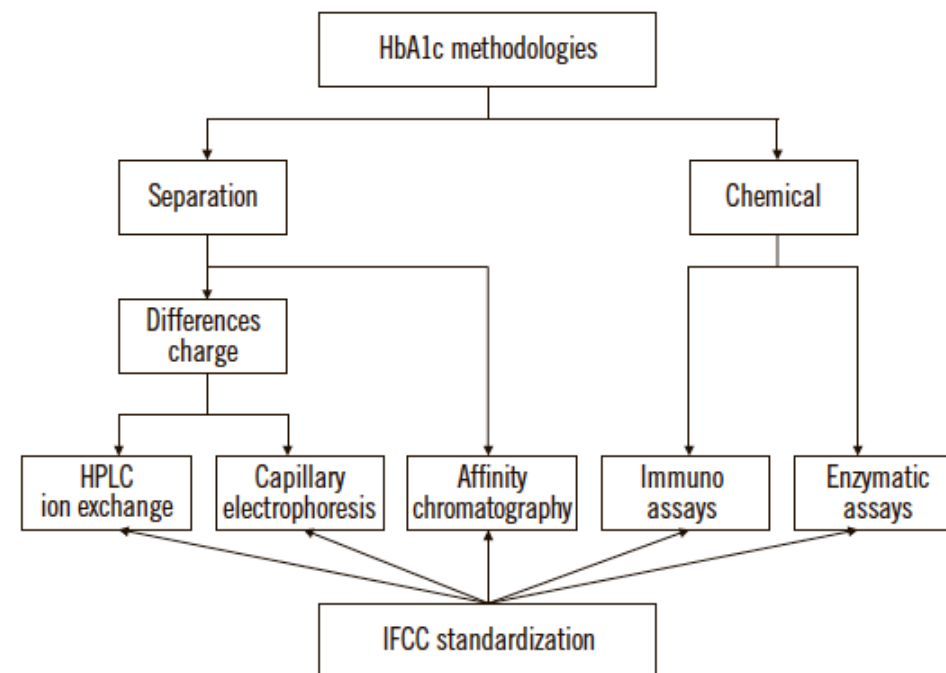 HbA1c methodologies
Separation
Chemical
Differences
charge
HPLC
ion exchange
Capillary
electrophoresis
Affinity
chromatography
Immuno
assays
Enzymatic
assays
IFCC standardization